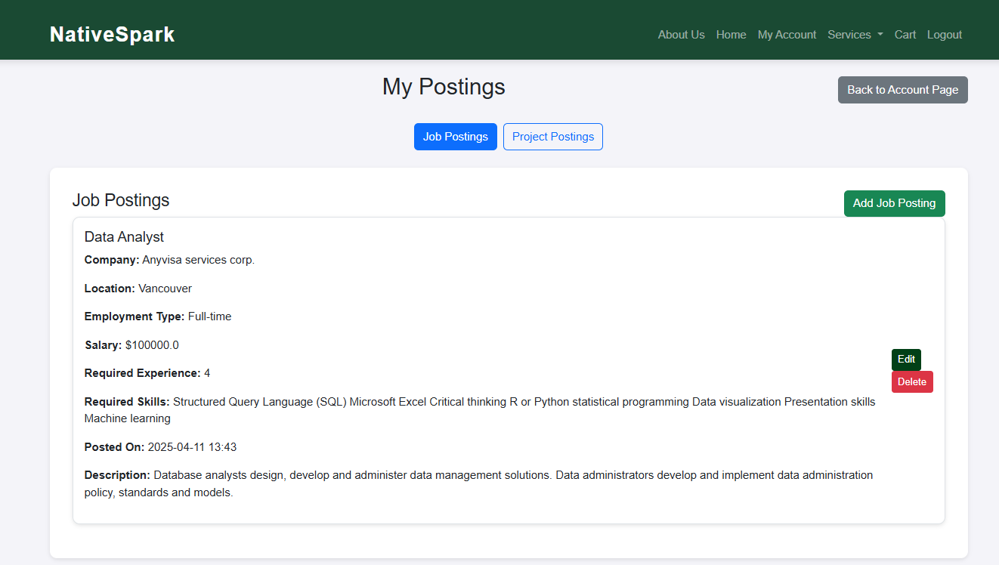 NativeSpark
About Us Home My Account Services Cart Logout
My Postings
Back to Account Page
Job Postings Project Postings
Job Postings
Add Job Posting
Data Analyst
Company: Anyvisa services corp.
Location: Vancouver
Employment Type: Full-time
Salary: $100000.0
Required Experience: 4
Edit
Delete
Required Skills: Structured Query Language (SQL) Microsoft Excel Critical thinking R or Python statistical programming Data visualization Presentation skills
Machine learning
Posted On: 2025-04-11 13:43
Description: Database analysts design, develop and administer data management solutions. Data administrators develop and implement data administration
policy, standards and models.